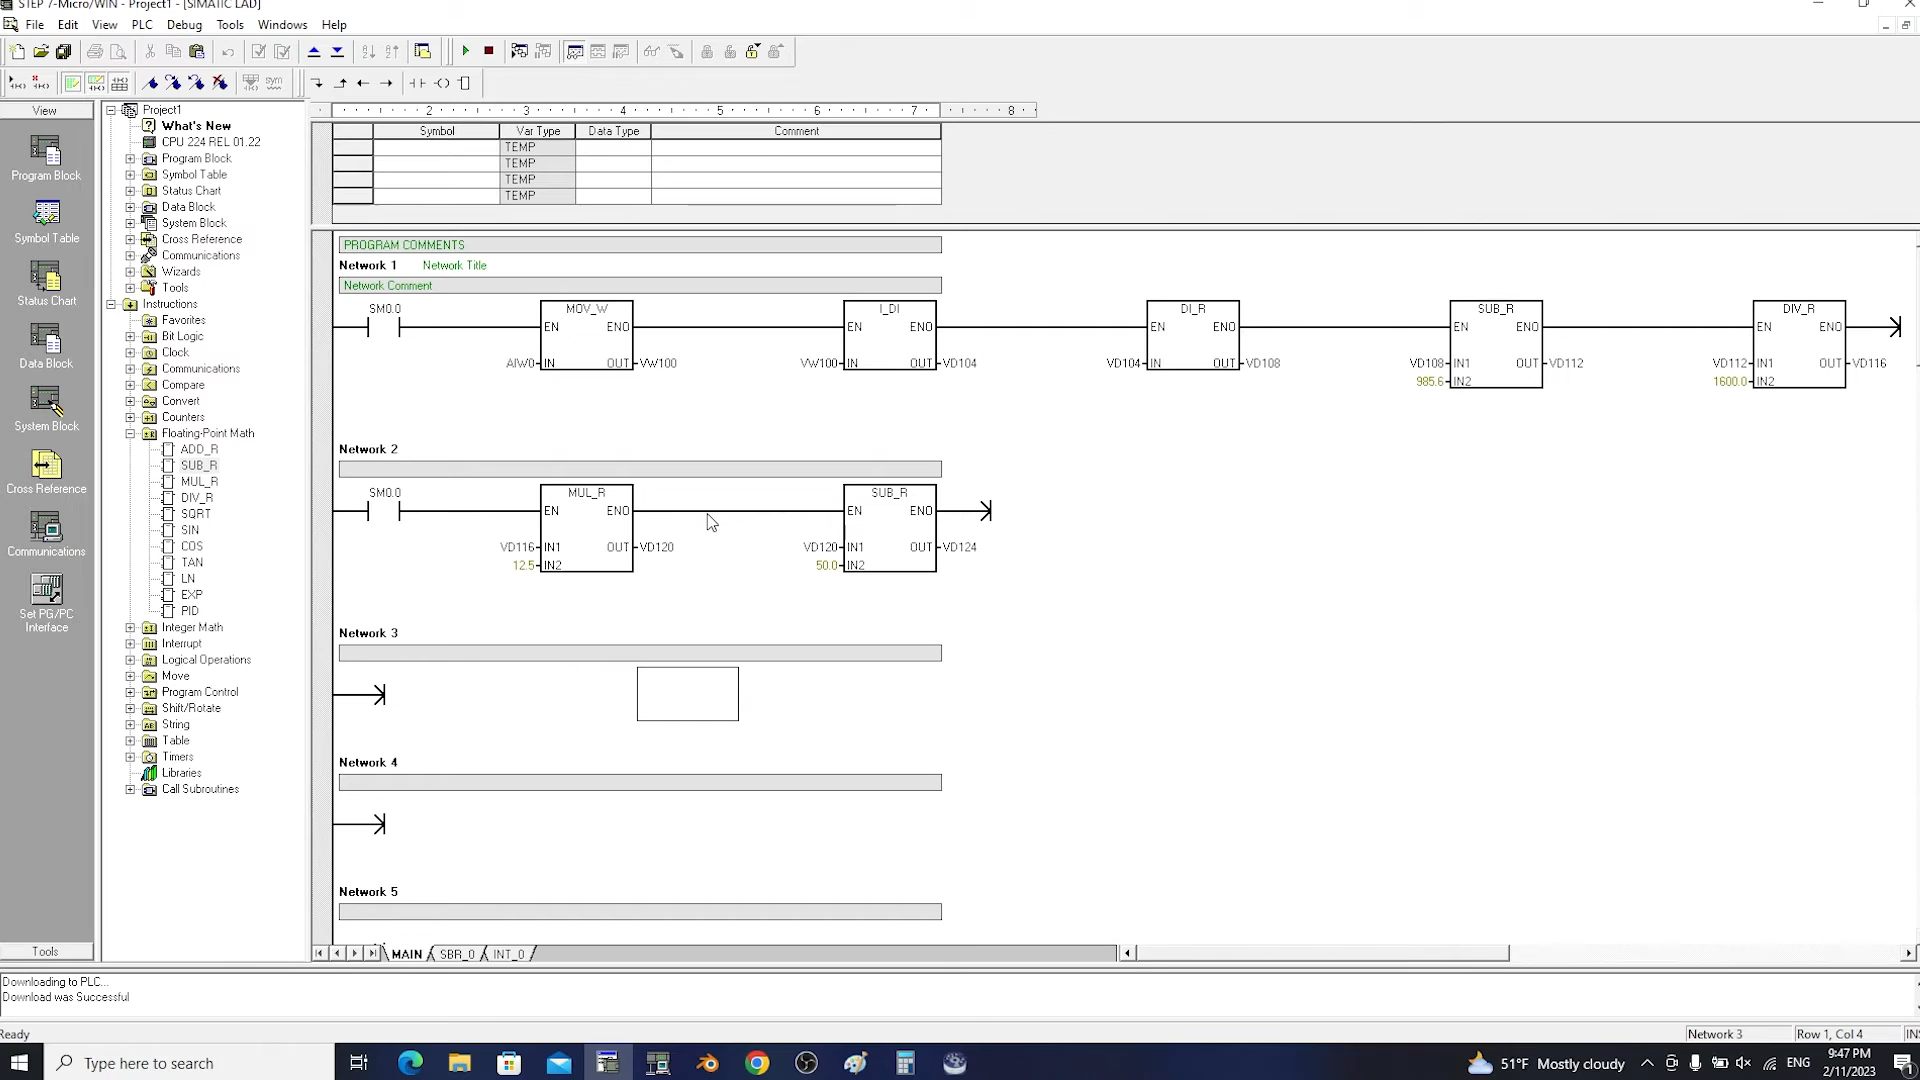 STEP 7-Micro/WIN - Project1 - [SIMATIC LAD]
File Edit View PLC Debug Tools Windows Help
View
Program Block
Symbol Table
Status Chart
Data Block
System Block
Cross Reference
Communications
Set PG/PC
Interface
Tools
Project1
What's New
CPU 224 REL 01.22
Program Block
Symbol Table
Status Chart
Data Block
System Block
Cross Reference
Communications
Wizards
Tools
Instructions
Favorites
Bit Logic
Clock
Communications
Compare
Convert
Counters
Floating-Point Math
ADD_R
SUB_R
MUL_R
DIV_R
SQRT
SIN
COS
TAN
LN
EXP
PID
Integer Math
Interrupt
Logical Operations
Move
Program Control
Shift/Rotate
String
Table
Timers
Libraries
Call Subroutines
2 3 4 5 6 7 8
Symbol Var Type Data Type Comment
TEMP
TEMP
TEMP
TEMP
PROGRAM COMMENTS
Network 1 Network Title
Network Comment
SM0.0 MOV_W I_DI DI_R SUB_R DIV_R
EN ENO EN ENO EN ENO EN ENO EN ENO
AIW0 IN OUT VW100 VW100 IN OUT VD104 VD104 IN OUT VD108 VD108 IN1 OUT VD112 VD112 IN1 OUT VD116
985.6 IN2 1600.0 IN2
Network 2
SM0.0 MUL_R SUB_R
EN ENO EN ENO
VD116 IN1 OUT VD120 VD120 IN1 OUT VD124
12.5 IN2 50.0 IN2
Network 3
Network 4
Network 5
MAIN SBR_0 INT_0
Downloading to PLC...
Download was Successful
Ready Network 3 Row 1, Col 4 IN
Type here to search
51°F Mostly cloudy ENG
9:47 PM
2/11/2023
1